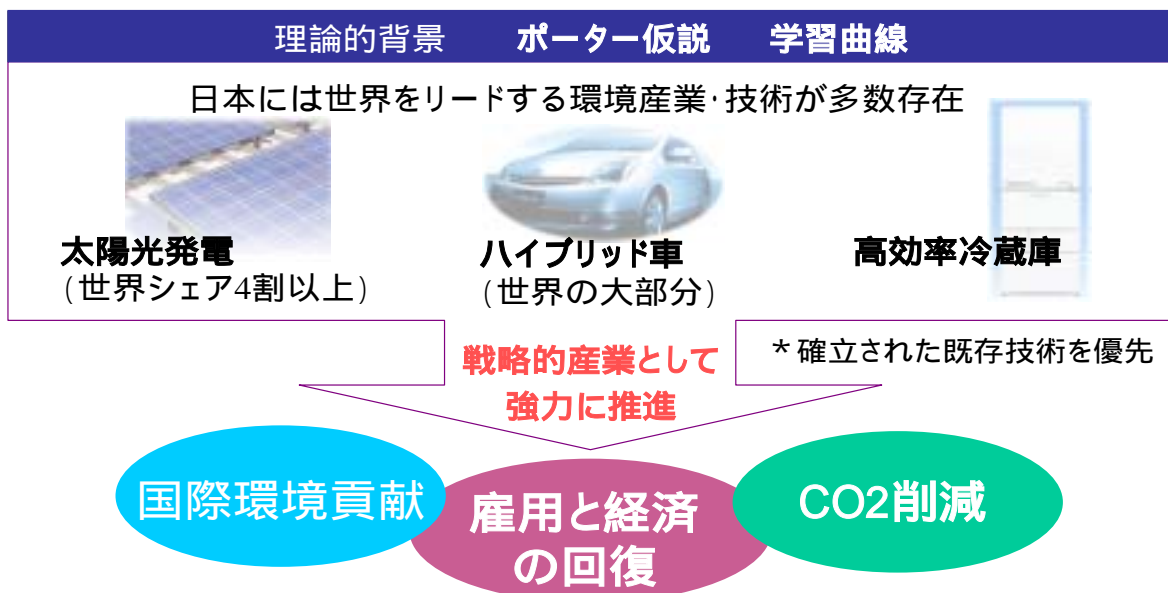 理論的背景　ポーター仮説　学習曲線
日本には世界をリードする環境産業･技術が多数存在
太陽光発電
(世界シェア4割以上)
ハイブリッド車
(世界の大部分)
高効率冷蔵庫
戦略的産業として
強力に推進
＊確立された既存技術を優先
国際環境貢献
雇用と経済
の回復
CO2削減